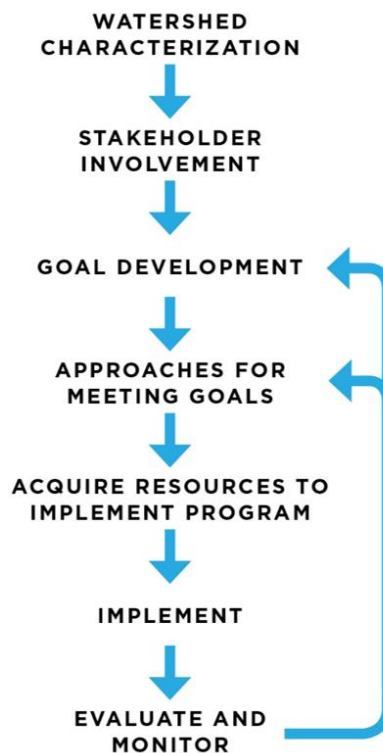 WATERSHED
CHARACTERIZATION
STAKEHOLDER
INVOLVEMENT
GOAL DEVELOPMENT
APPROACHES FOR
MEETING GOALS
ACQUIRE RESOURCES TO
IMPLEMENT PROGRAM
IMPLEMENT
EVALUATE AND
MONITOR